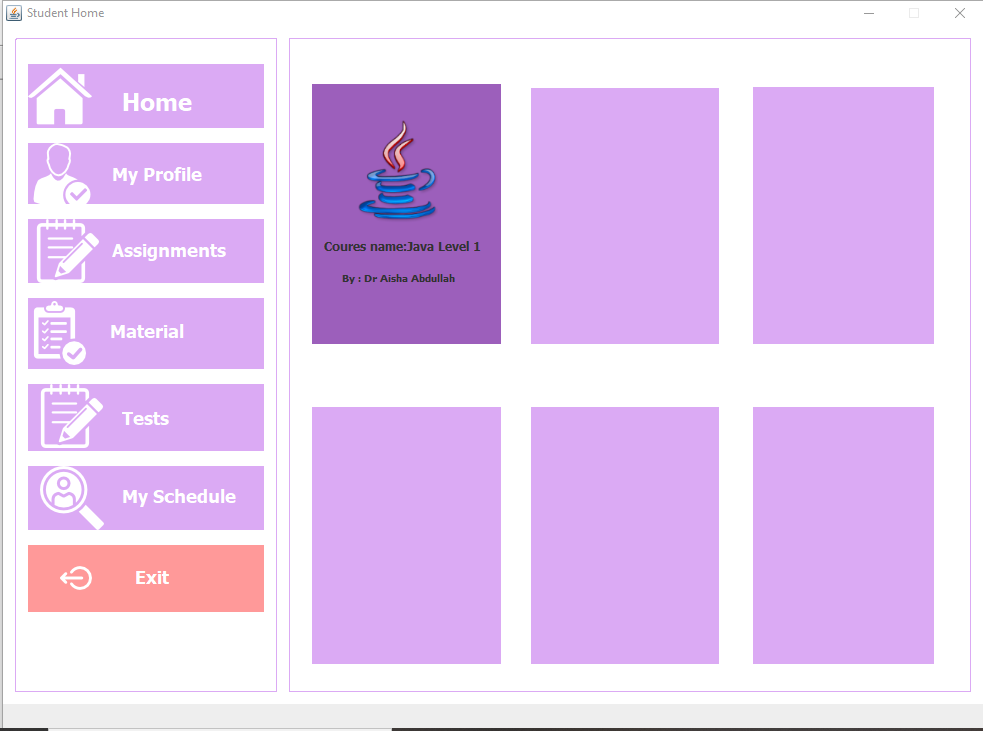 Student Home
Home
My Profile
Assignments
Material
Tests
My Schedule
Exit
Coures name:Java Level 1
By : Dr Aisha Abdullah